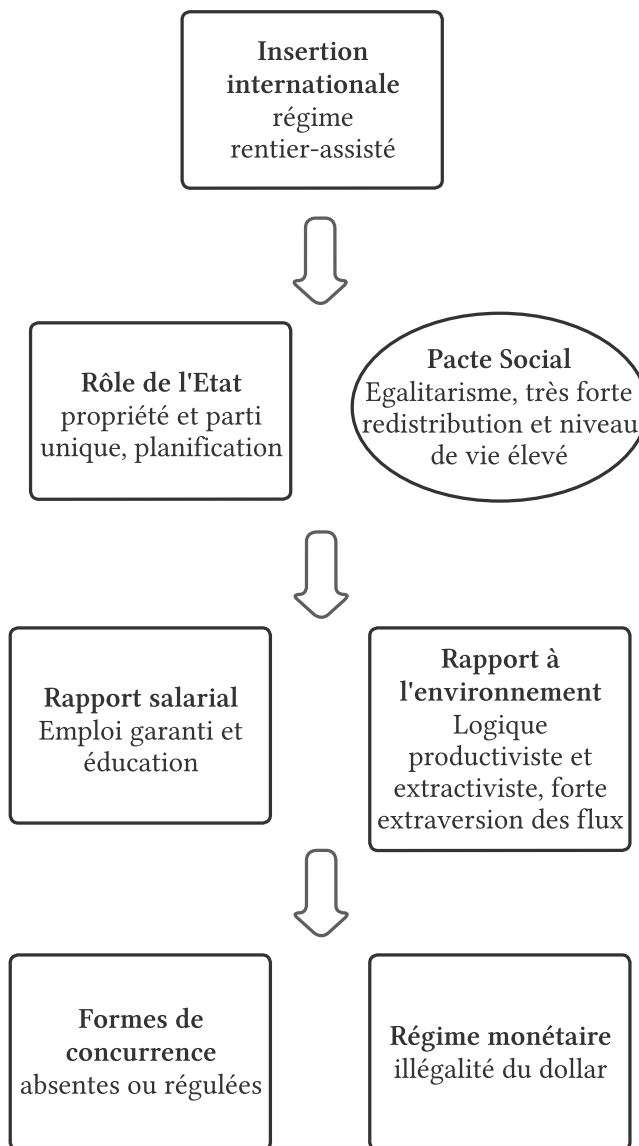 Insertion
internationale
régime
rentier-assisté
Rôle de l'Etat
propriété et parti
unique, planification
Pacte Social
Egalitarisme, très forte
redistribution et niveau
de vie élevé
Rapport salarial
Emploi garanti et
éducation
Rapport à
l'environnement
Logique
productiviste et
extractiviste, forte
extraversion des flux
Formes de
concurrence
absentes ou régulées
Régime monétaire
illégalité du dollar